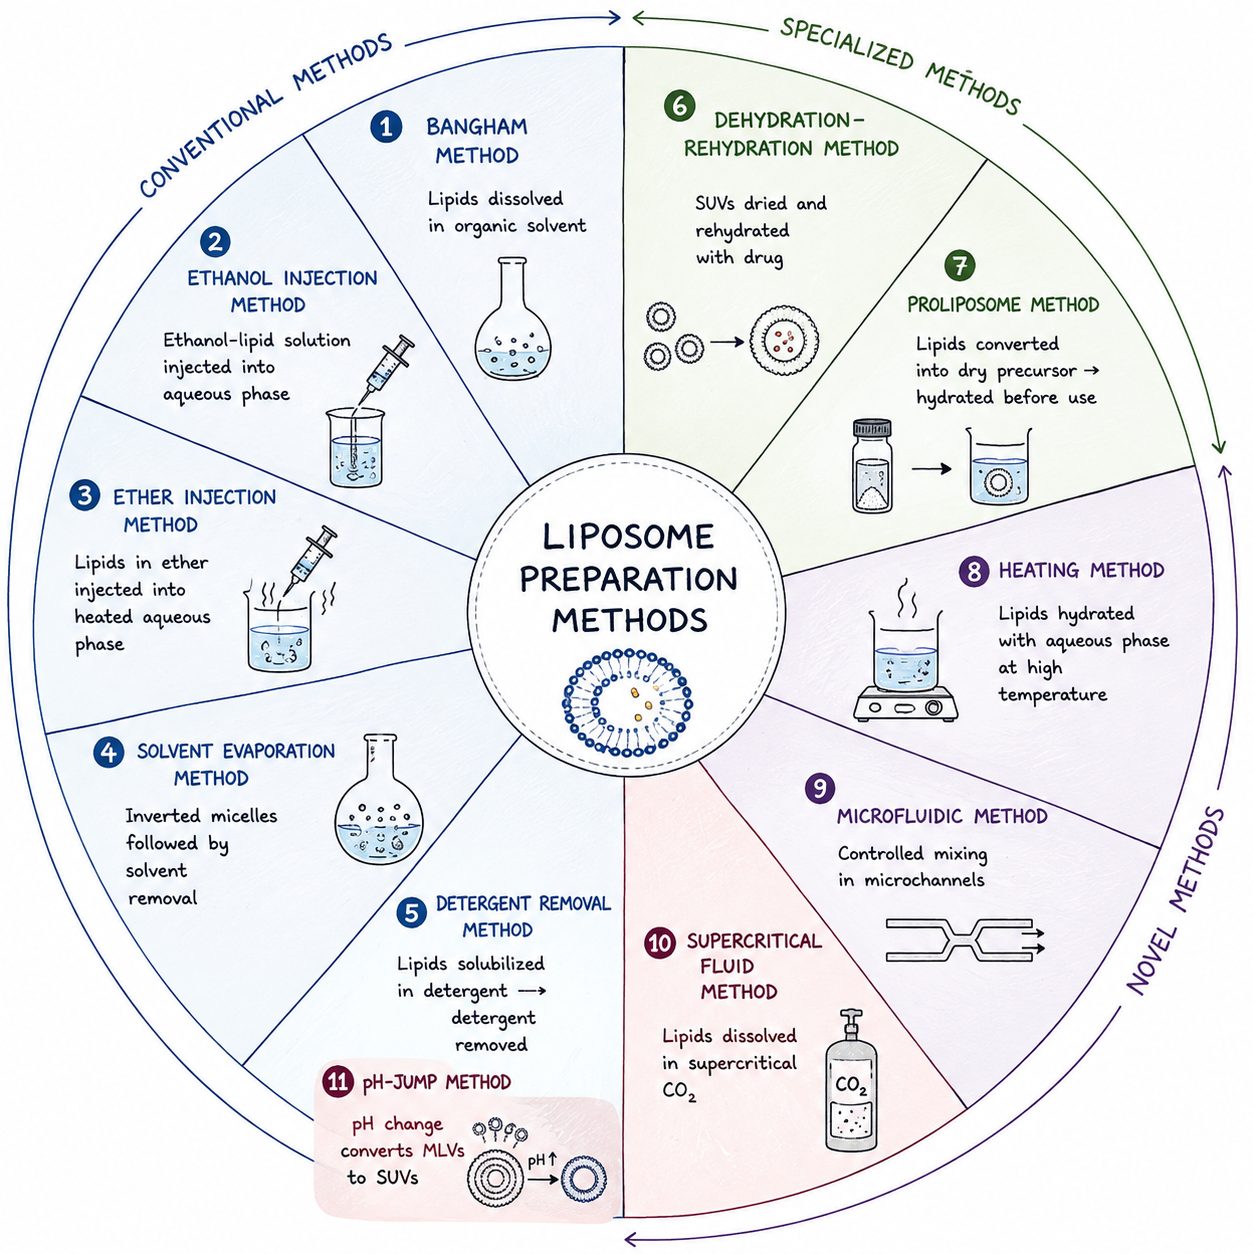 CONVENTIONAL METHODS
SPECIALIZED METHODS
NOVEL METHODS
LIPOSOME
PREPARATION
METHODS
1
BANGHAM
METHOD
Lipids dissolved
in organic solvent
2
ETHANOL INJECTION
METHOD
Ethanol-lipid solution
injected into
aqueous phase
3
ETHER INJECTION
METHOD
Lipids in ether
injected into
heated aqueous
phase
4
SOLVENT EVAPORATION
METHOD
Inverted micelles
followed by
solvent
removal
5
DETERGENT REMOVAL
METHOD
Lipids solubilized
in detergent →
detergent
removed
6
DEHYDRATION-
REHYDRATION METHOD
SUVs dried and
rehydrated
with drug
7
PROLIPOSOME METHOD
Lipids converted
into dry precursor →
hydrated before use
8
HEATING METHOD
Lipids hydrated
with aqueous phase
at high
temperature
9
MICROFLUIDIC METHOD
Controlled mixing
in microchannels
10
SUPERCRITICAL
FLUID
METHOD
Lipids dissolved
in supercritical
CO₂
CO₂
11
pH-JUMP METHOD
pH change
converts MLVs
to SUVs
pH↑